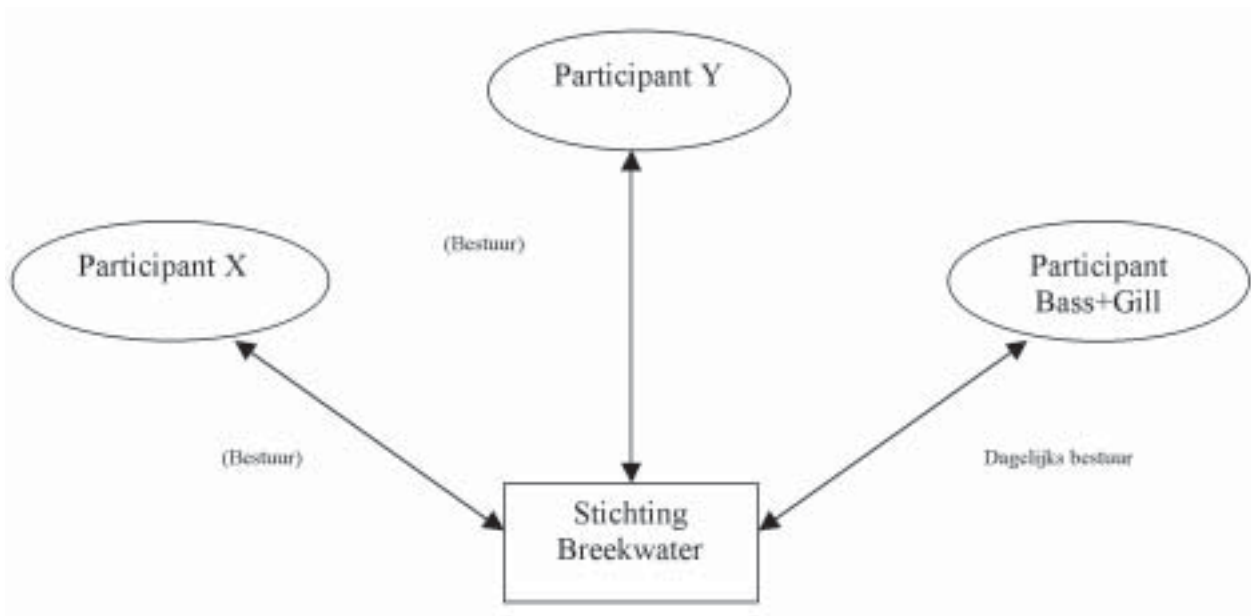 Participant Y
(Bestuur)
Participant X
Participant
Bass+Gill
(Bestuur)
Dagelijks bestuur
Stichting
Breekwater